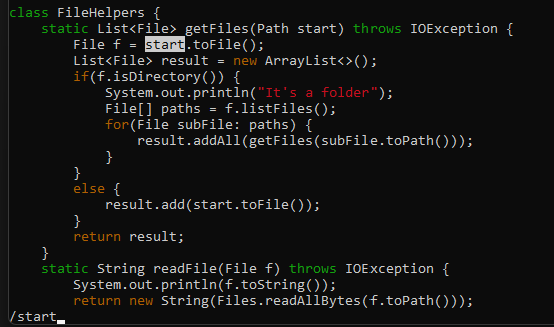 class FileHelpers {
    static List<File> getFiles(Path start) throws IOException {
        File f = start.toFile();
        List<File> result = new ArrayList<>();
        if(f.isDirectory()) {
            System.out.println("It's a folder");
            File[] paths = f.listFiles();
            for(File subFile: paths) {
                result.addAll(getFiles(subFile.toPath()));
            }
        }
        else {
            result.add(start.toFile());
        }
        return result;
    }
    static String readFile(File f) throws IOException {
        System.out.println(f.toString());
        return new String(Files.readAllBytes(f.toPath()));
/start